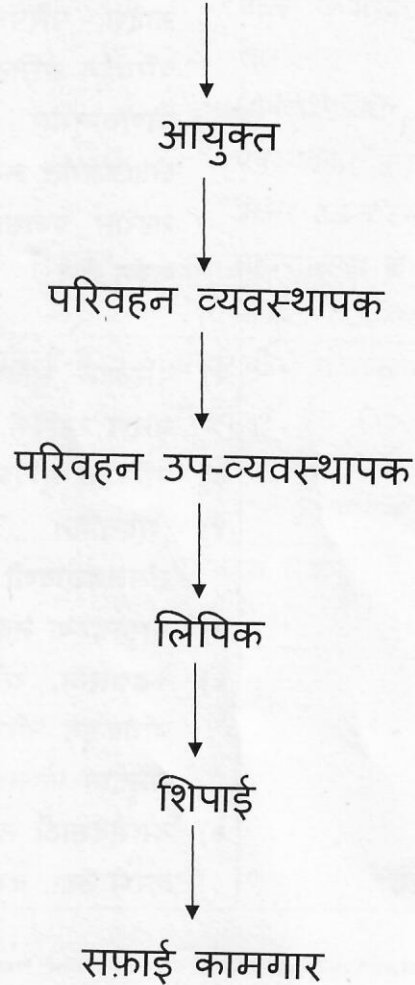 आयुक्त
परिवहन व्यवस्थापक
परिवहन उप-व्यवस्थापक
लिपिक
शिपाई
सफ़ाई कामगार